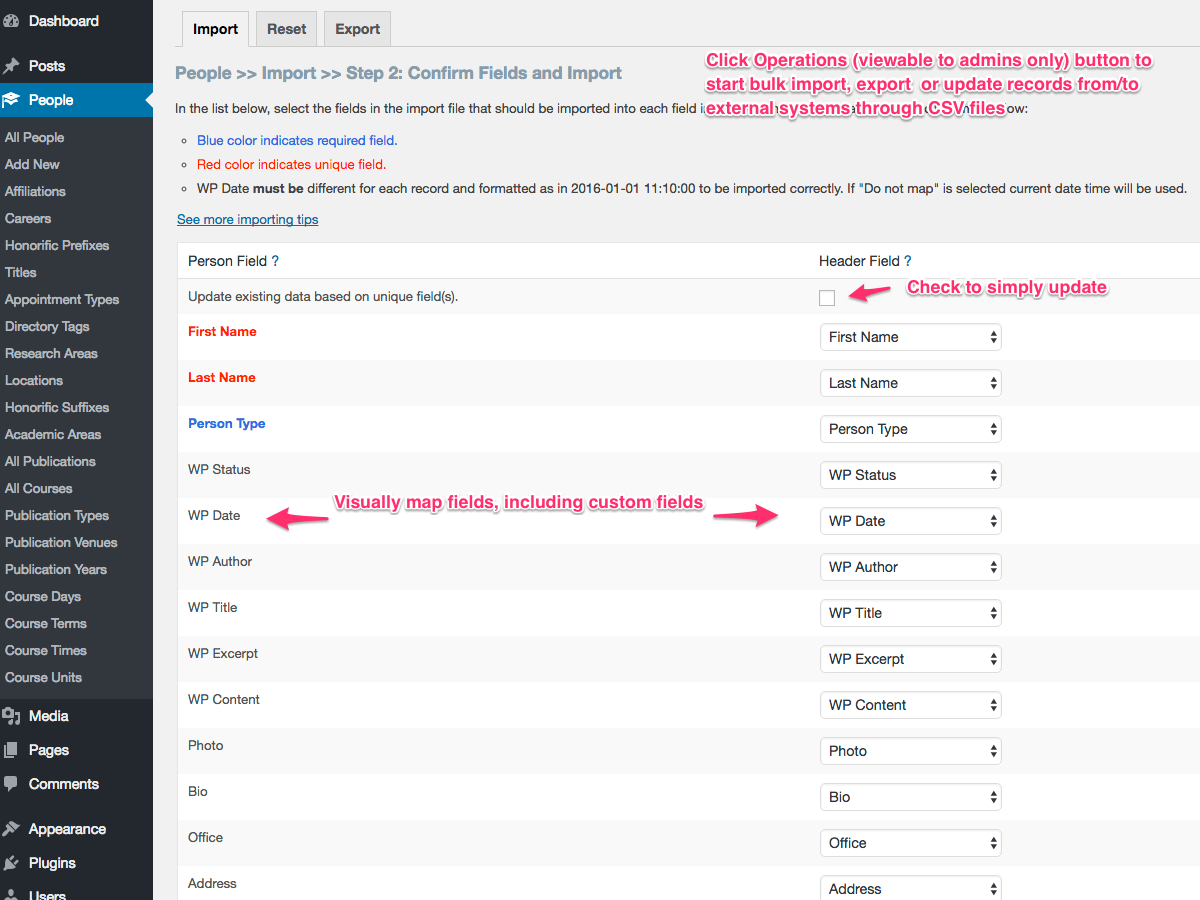 Dashboard
Posts
People
All People
Add New
Affiliations
Careers
Honorific Prefixes
Titles
Appointment Types
Directory Tags
Research Areas
Locations
Honorific Suffixes
Academic Areas
All Publications
All Courses
Publication Types
Publication Venues
Publication Years
Course Days
Course Terms
Course Times
Course Units
Media
Pages
Comments
Appearance
Plugins
Users
Import Reset Export
People >> Import >> Step 2: Confirm Fields and Import
Click Operations (viewable to admins only) button to
start bulk import, export or update records from/to
external systems through CSV files
In the list below, select the fields in the import file that should be imported into each field
Blue color indicates required field.
Red color indicates unique field.
WP Date must be different for each record and formatted as in 2016-01-01 11:10:00 to be imported correctly. If "Do not map" is selected current date time will be used.
See more importing tips
Person Field ? Header Field ?
Update existing data based on unique field(s).
Check to simply update
First Name First Name
Last Name Last Name
Person Type Person Type
WP Status WP Status
Visually map fields, including custom fields
WP Date WP Date
WP Author WP Author
WP Title WP Title
WP Excerpt WP Excerpt
WP Content WP Content
Photo Photo
Bio Bio
Office Office
Address Address